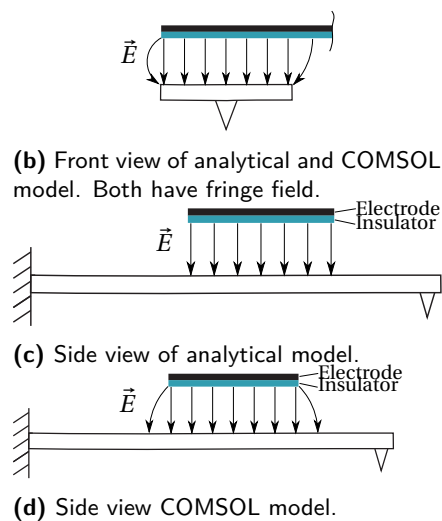 E
(b) Front view of analytical and COMSOL
model. Both have fringe field.
Electrode
Insulator
E
(c) Side view of analytical model.
Electrode
Insulator
E
(d) Side view COMSOL model.